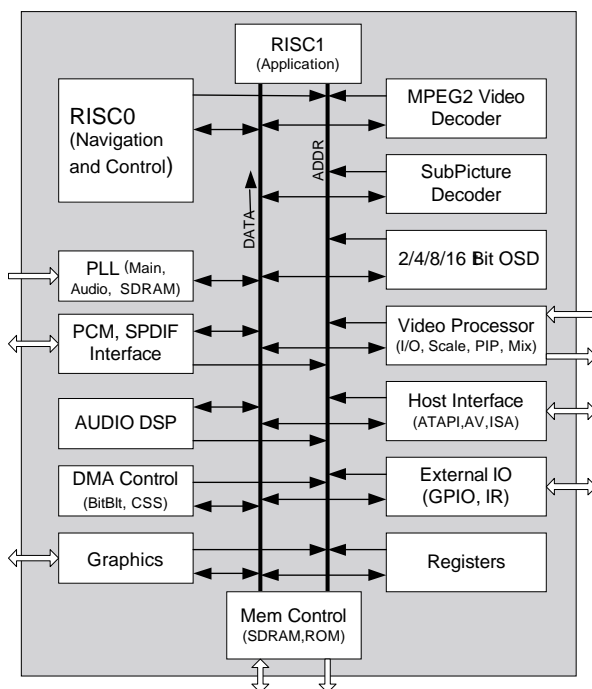 RISC1
(Application)
RISC0
(Navigation
and Control)
MPEG2 Video
Decoder
ADDR
SubPicture
Decoder
DATA
2/4/8/16 Bit OSD
PLL (Main,
Audio, SDRAM)
PCM, SPDIF
Interface
Video Processor
(I/O, Scale, PIP, Mix)
AUDIO DSP
Host Interface
(ATAPI,AV,ISA)
DMA Control
(BitBlt, CSS)
External IO
(GPIO, IR)
Graphics
Registers
Mem Control
(SDRAM,ROM)